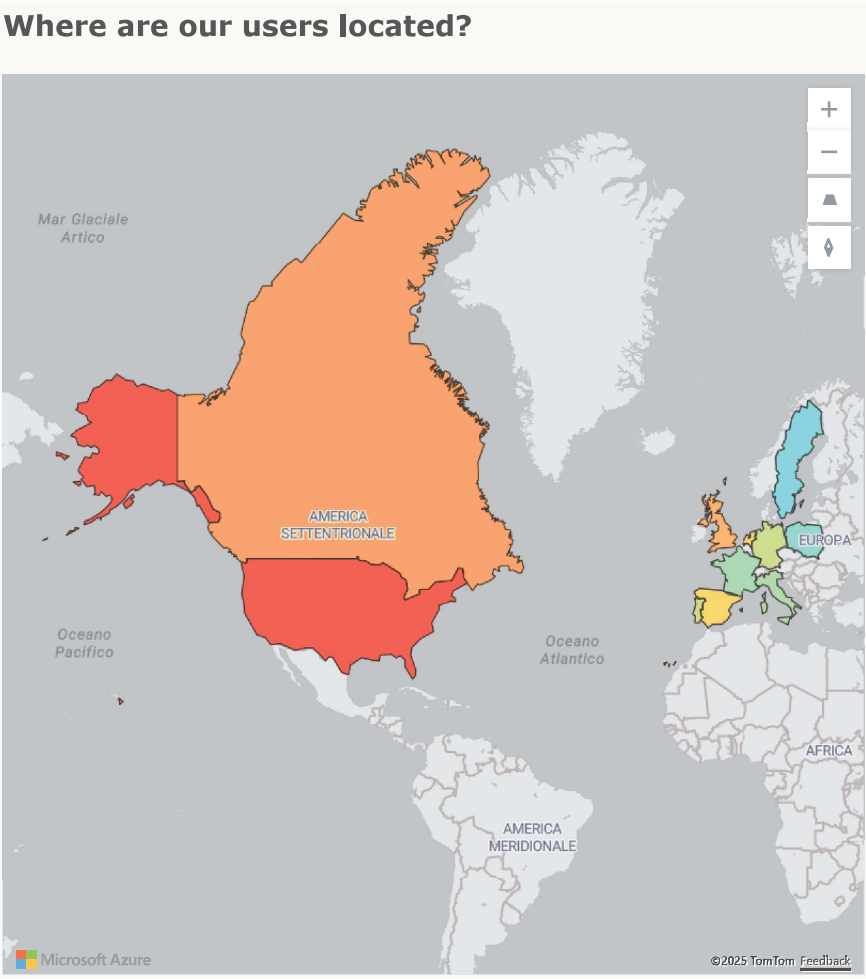 Where are our users located?
Mar Glaciale
Artico
AMERICA
SETTENTRIONALE
EUROPA
Oceano
Pacifico
Oceano
Atlantico
AFRICA
AMERICA
MERIDIONALE
Microsoft Azure
©2025 TomTom Feedback